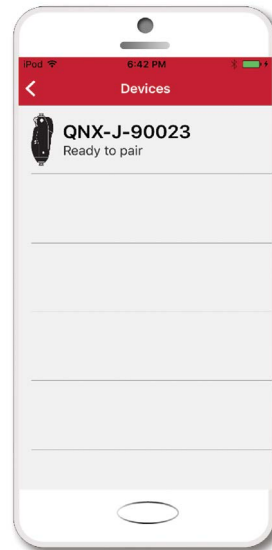 iPod 6:42 PM
Devices
QNX-J-90023
Ready to pair